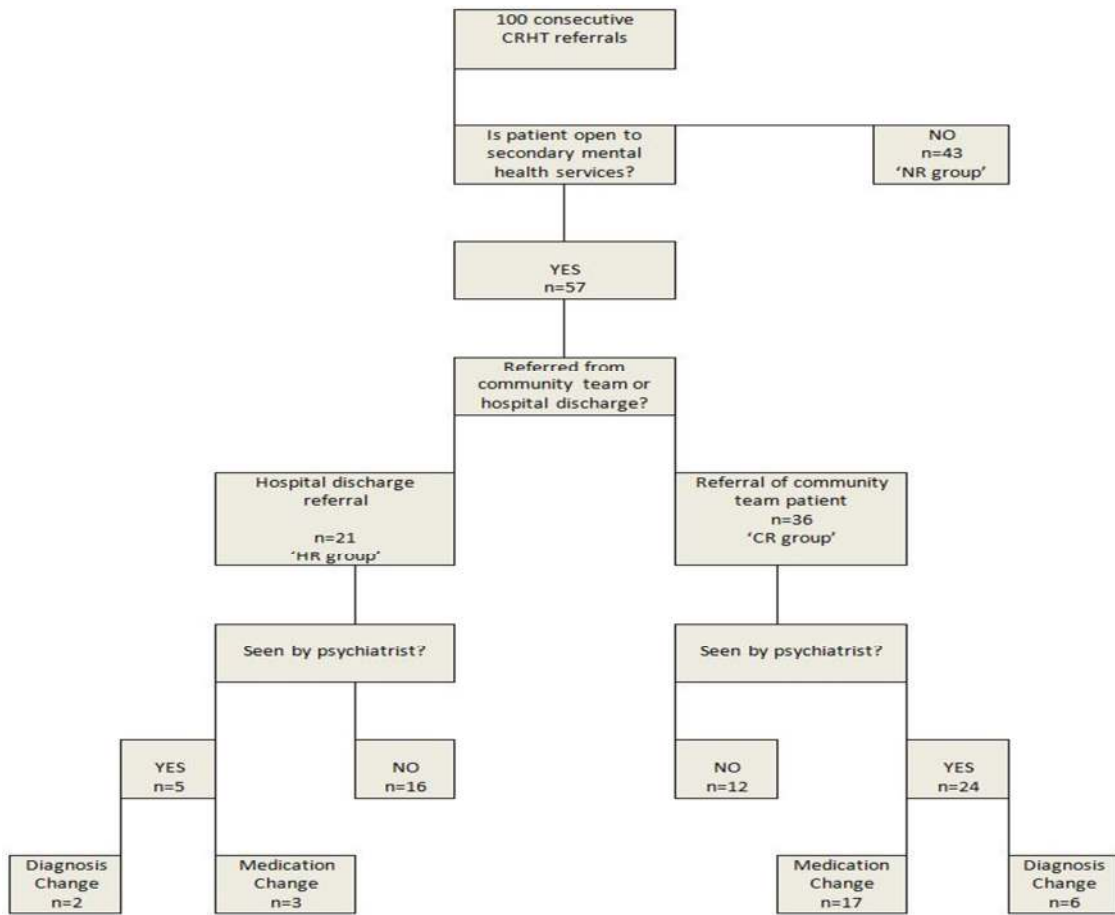 100 consecutive
CRHT referrals
Is patient open to
secondary mental
health services?
NO
n=43
‘NR group’
YES
n=57
Referred from
community team or
hospital discharge?
Hospital discharge
referral
n=21
‘HR group’
Referral of community
team patient
n=36
‘CR group’
Seen by psychiatrist?
Seen by psychiatrist?
YES
n=5
NO
n=16
NO
n=12
YES
n=24
Diagnosis
Change
n=2
Medication
Change
n=3
Medication
Change
n=17
Diagnosis
Change
n=6